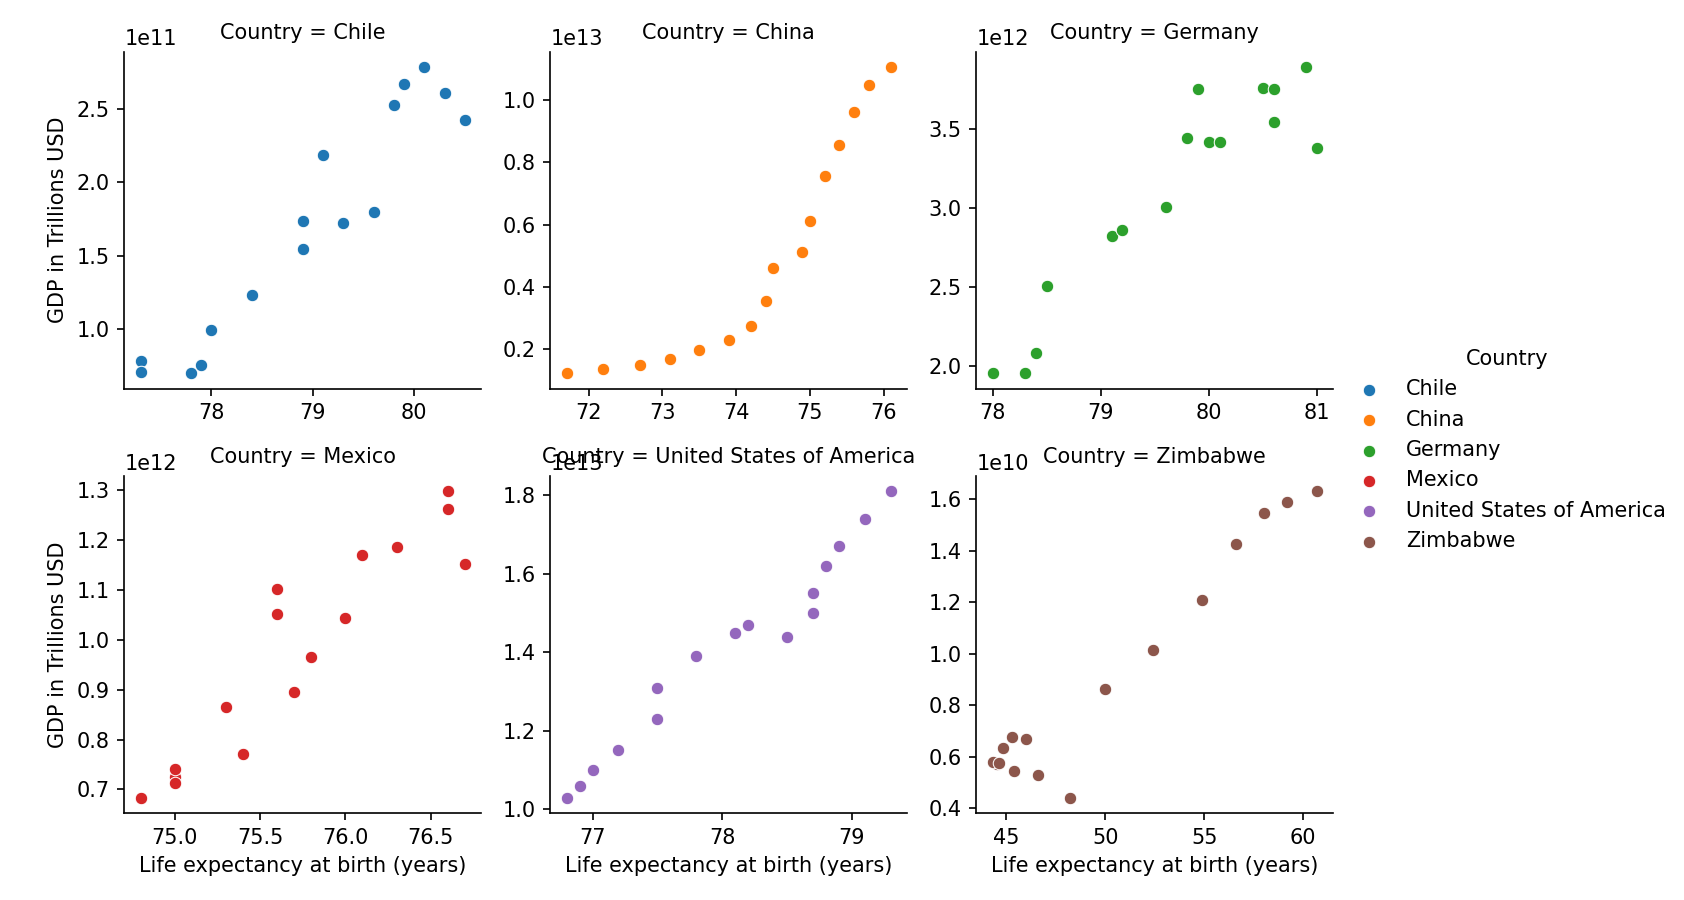 Country = Chile
1e11
2.5
2.0
1.5
1.0
78 79 80
GDP in Trillions USD
Country = China
1e13
1.0
0.8
0.6
0.4
0.2
72 73 74 75 76
Country = Germany
1e12
3.5
3.0
2.5
2.0
78 79 80 81
Country = Mexico
1e12
1.3
1.2
1.1
1.0
0.9
0.8
0.7
75.0 75.5 76.0 76.5
Life expectancy at birth (years)
GDP in Trillions USD
Country = United States of America
1e13
1.8
1.6
1.4
1.2
1.0
77 78 79
Life expectancy at birth (years)
Country = Zimbabwe
1e10
1.6
1.4
1.2
1.0
0.8
0.6
0.4
45 50 55 60
Life expectancy at birth (years)
Country
Chile
China
Germany
Mexico
United States of America
Zimbabwe